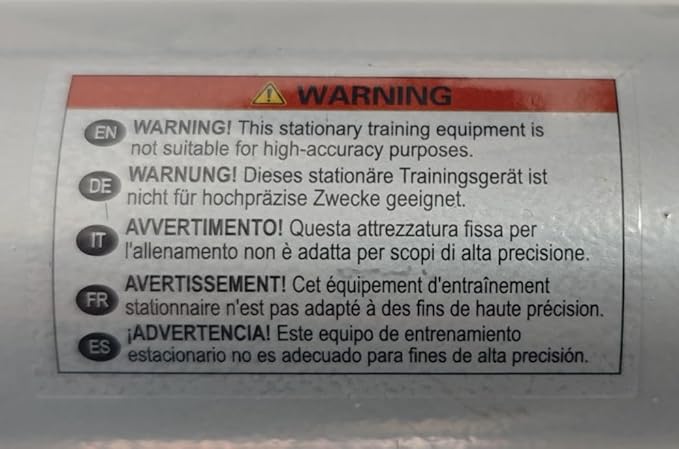 WARNING
EN WARNING! This stationary training equipment is
not suitable for high-accuracy purposes.
DE WARNUNG! Dieses stationäre Trainingsgerät ist
nicht für hochpräzise Zwecke geeignet.
IT AVVERTIMENTO! Questa attrezzatura fissa per
l'allenamento non è adatta per scopi di alta precisione.
FR AVERTISSEMENT! Cet équipement d'entraînement
stationnaire n'est pas adapté à des fins de haute précision.
ES ¡ADVERTENCIA! Este equipo de entrenamiento
estacionario no es adecuado para fines de alta precisión.